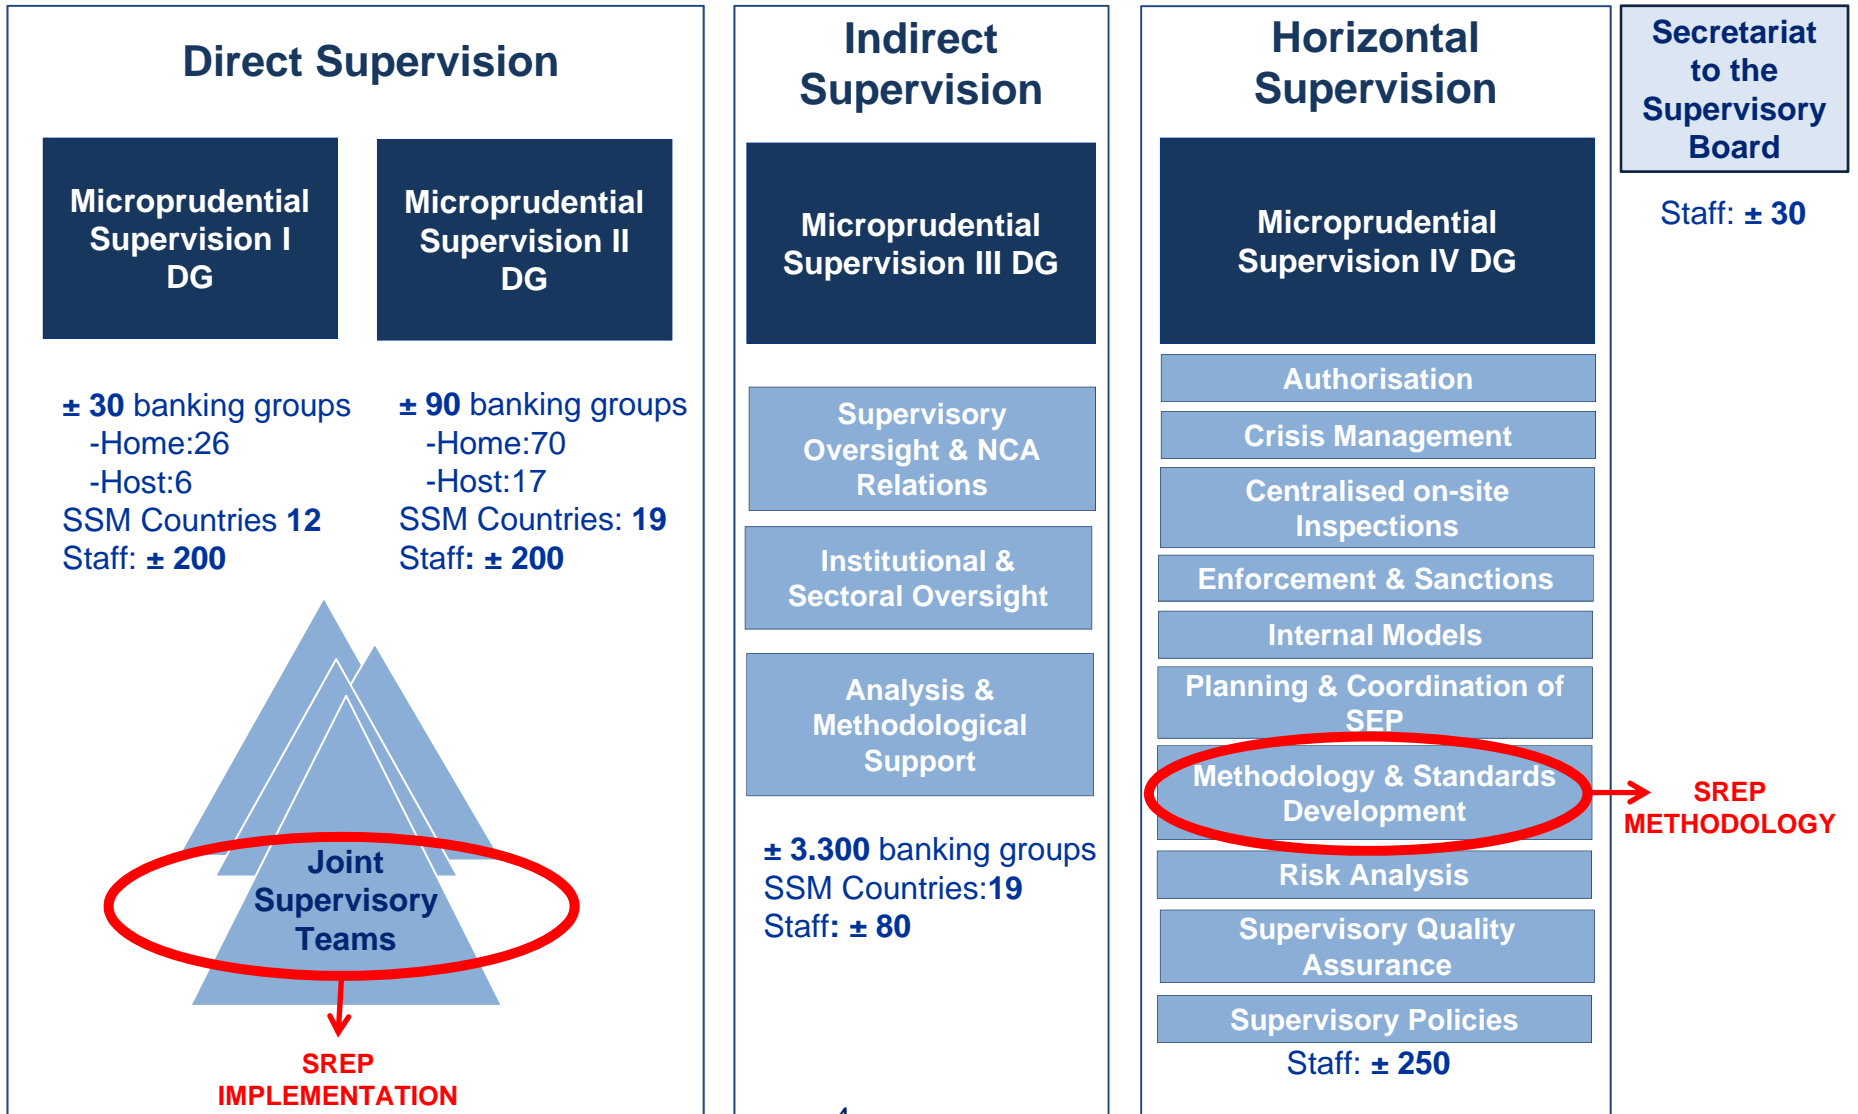 Direct Supervision
Microprudential
Supervision I
DG
Microprudential
Supervision II
DG
± 30 banking groups
-Home:26
-Host:6
SSM Countries 12
Staff: ± 200
± 90 banking groups
-Home:70
-Host:17
SSM Countries: 19
Staff: ± 200
Joint
Supervisory
Teams
SREP
IMPLEMENTATION
Indirect
Supervision
Microprudential
Supervision III DG
Supervisory
Oversight & NCA
Relations
Institutional &
Sectoral Oversight
Analysis &
Methodological
Support
± 3.300 banking groups
SSM Countries:19
Staff: ± 80
Horizontal
Supervision
Microprudential
Supervision IV DG
Authorisation
Crisis Management
Centralised on-site
Inspections
Enforcement & Sanctions
Internal Models
Planning & Coordination of
SEP
Methodology & Standards
Development
Risk Analysis
Supervisory Quality
Assurance
Supervisory Policies
Staff: ± 250
SREP
METHODOLOGY
Secretariat
to the
Supervisory
Board
Staff: ± 30